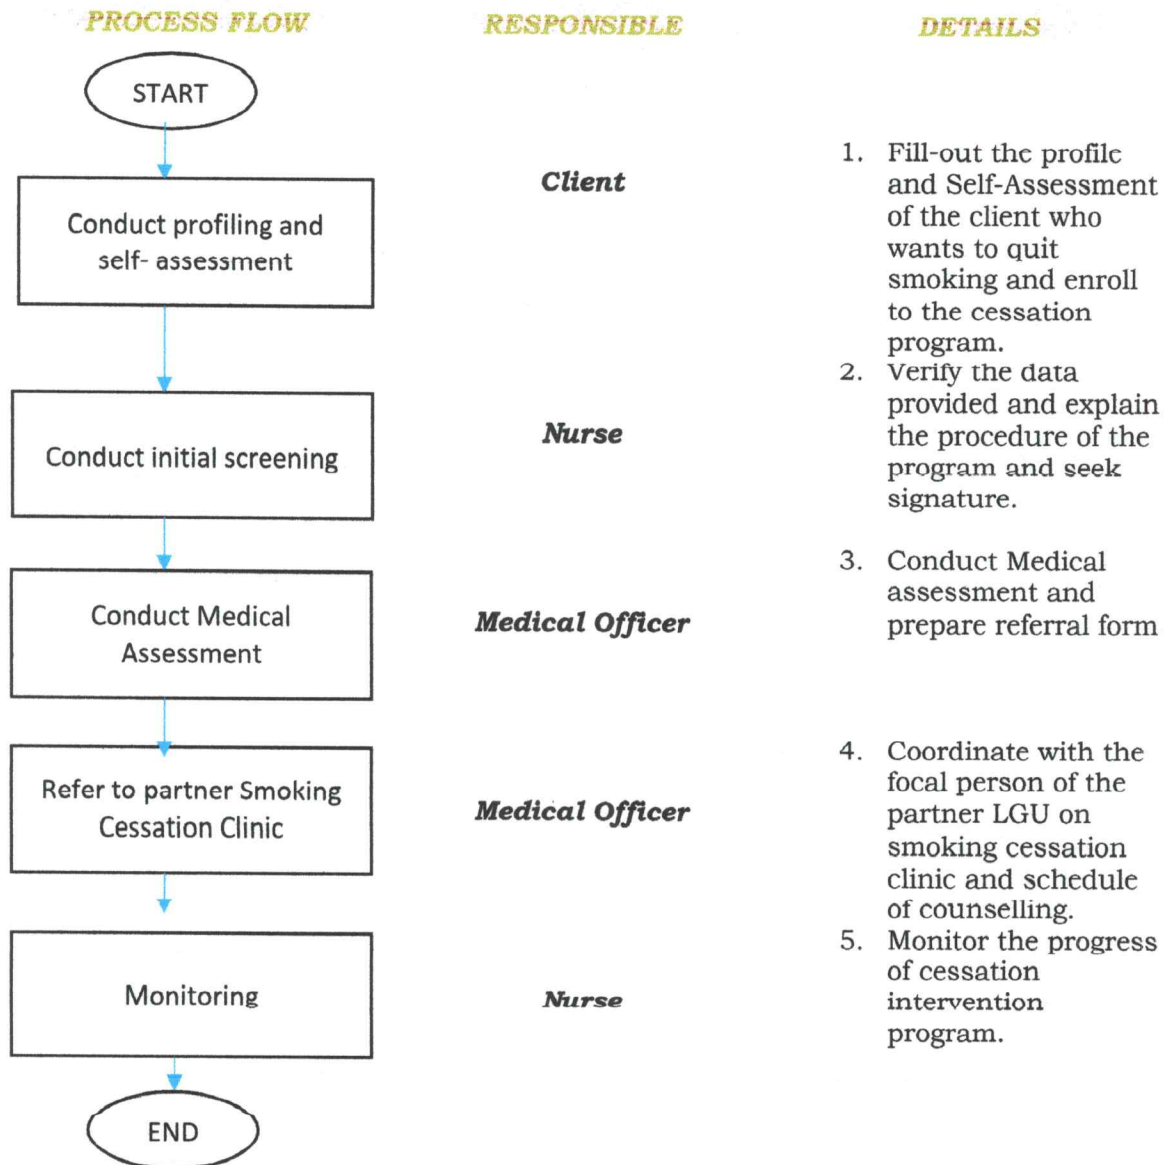 PROCESS FLOW
RESPONSIBLE
DETAILS
START
Conduct profiling and
self- assessment
Client
1. Fill-out the profile
and Self-Assessment
of the client who
wants to quit
smoking and enroll
to the cessation
program.
Conduct initial screening
Nurse
2. Verify the data
provided and explain
the procedure of the
program and seek
signature.
Conduct Medical
Assessment
Medical Officer
3. Conduct Medical
assessment and
prepare referral form
Refer to partner Smoking
Cessation Clinic
Medical Officer
4. Coordinate with the
focal person of the
partner LGU on
smoking cessation
clinic and schedule
of counselling.
Monitoring
Nurse
5. Monitor the progress
of cessation
intervention
program.
END